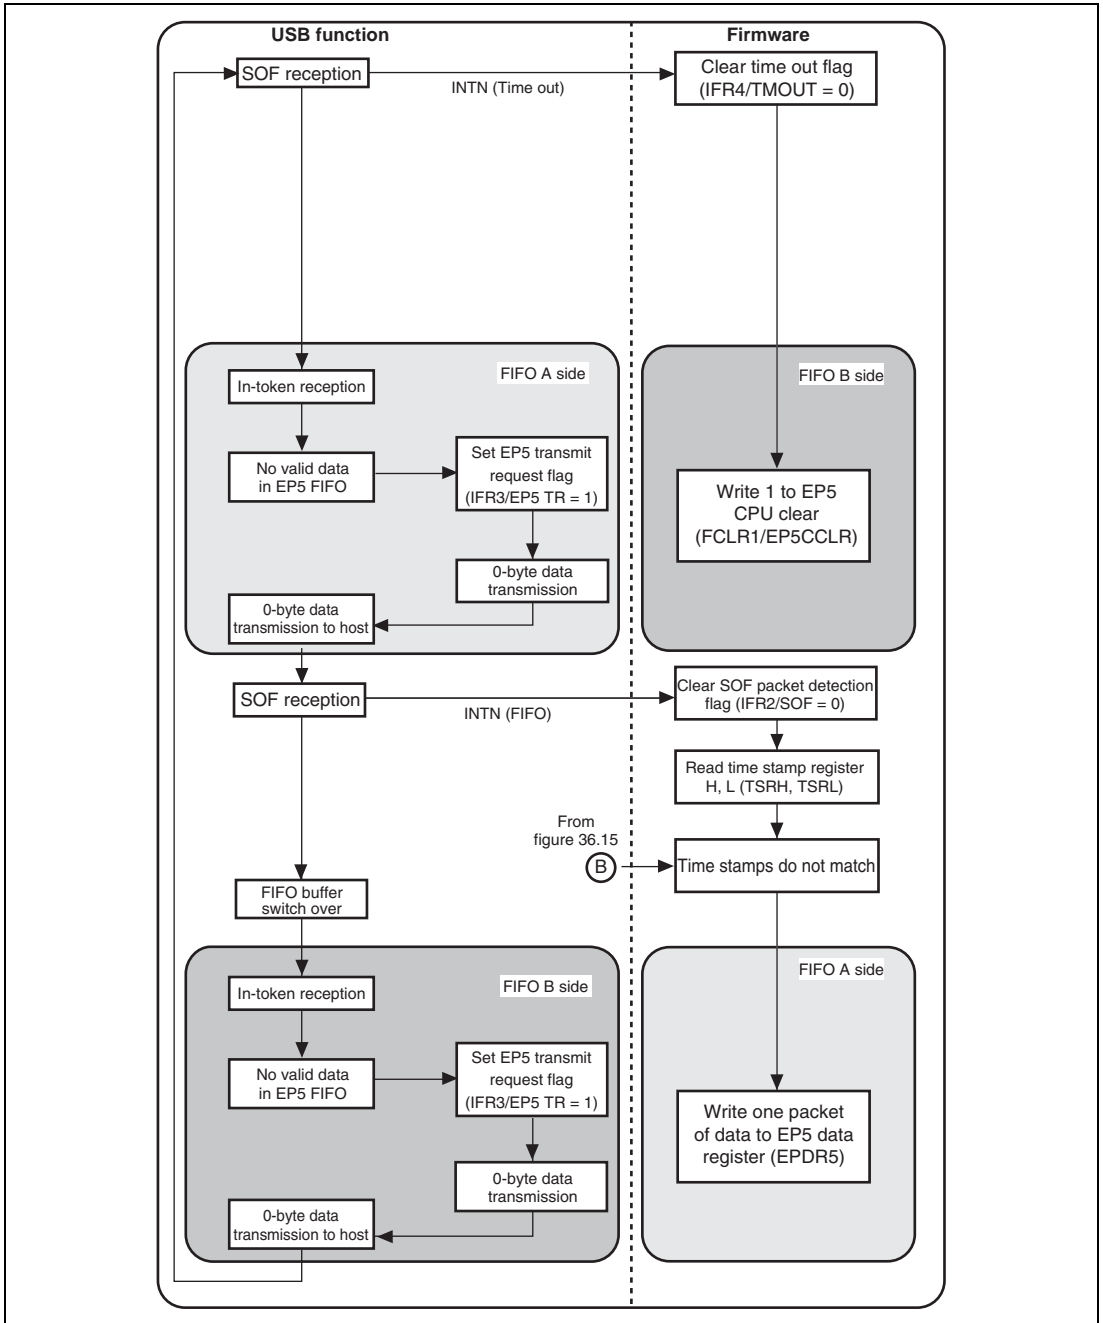 USB function
Firmware
SOF reception
INTN (Time out)
Clear time out flag
(IFR4/TMOUT = 0)
FIFO A side
In-token reception
No valid data
in EP5 FIFO
Set EP5 transmit
request flag
(IFR3/EP5 TR = 1)
0-byte data
transmission
0-byte data
transmission to host
FIFO B side
Write 1 to EP5
CPU clear
(FCLR1/EP5CCLR)
SOF reception
INTN (FIFO)
Clear SOF packet detection
flag (IFR2/SOF = 0)
Read time stamp register
H, L (TSRH, TSRL)
From
figure 36.15
B
Time stamps do not match
FIFO buffer
switch over
FIFO B side
In-token reception
No valid data
in EP5 FIFO
Set EP5 transmit
request flag
(IFR3/EP5 TR = 1)
0-byte data
transmission
0-byte data
transmission to host
FIFO A side
Write one packet
of data to EP5 data
register (EPDR5)